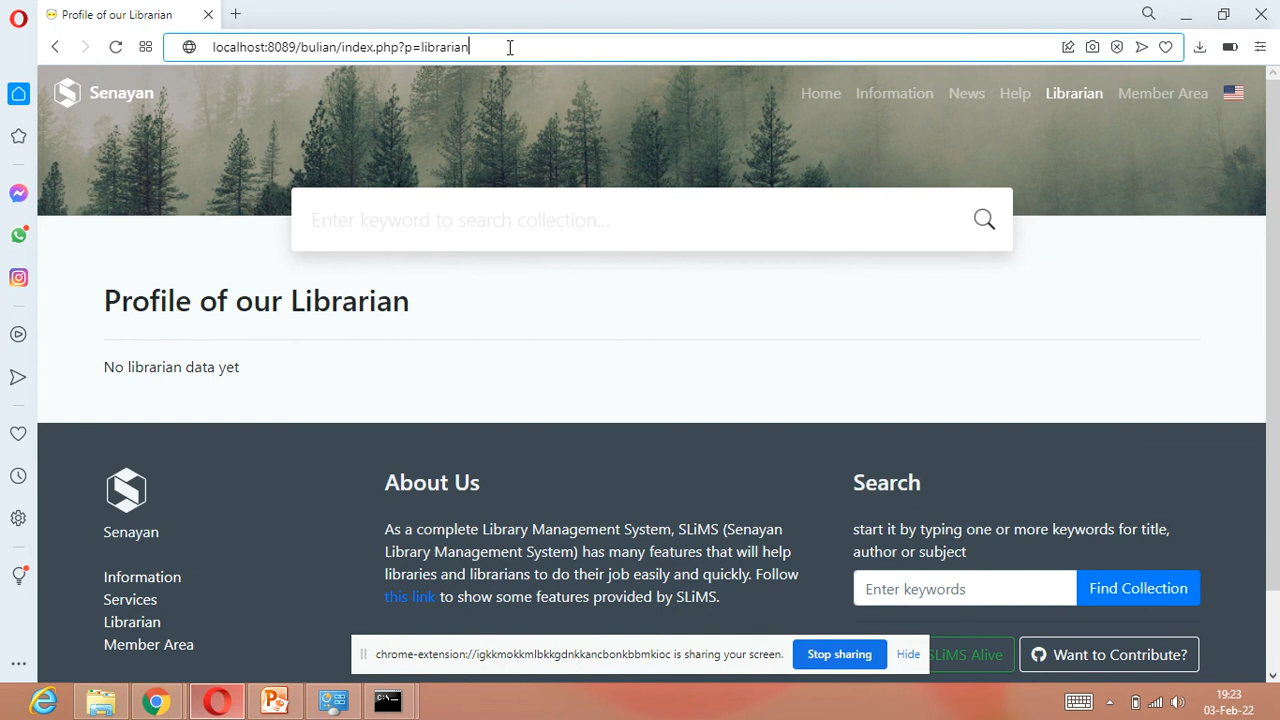 Profile of our Librarian
localhost:8089/bulian/index.php?p=librarian
Senayan
Home Information News Help Librarian Member Area
Enter keyword to search collection...
Profile of our Librarian
No librarian data yet
Senayan
Information
Services
Librarian
Member Area
About Us
As a complete Library Management System, SLiMS (Senayan
Library Management System) has many features that will help
libraries and librarians to do their job easily and quickly. Follow
this link to show some features provided by SLiMS.
Search
start it by typing one or more keywords for title,
author or subject
Enter keywords
Find Collection
SLiMS Alive
Want to Contribute?
chrome-extension://igkkmokkmlbkkgdnkkancbonkbbmkioc is sharing your screen.
Stop sharing
Hide
19:23
03-Feb-22